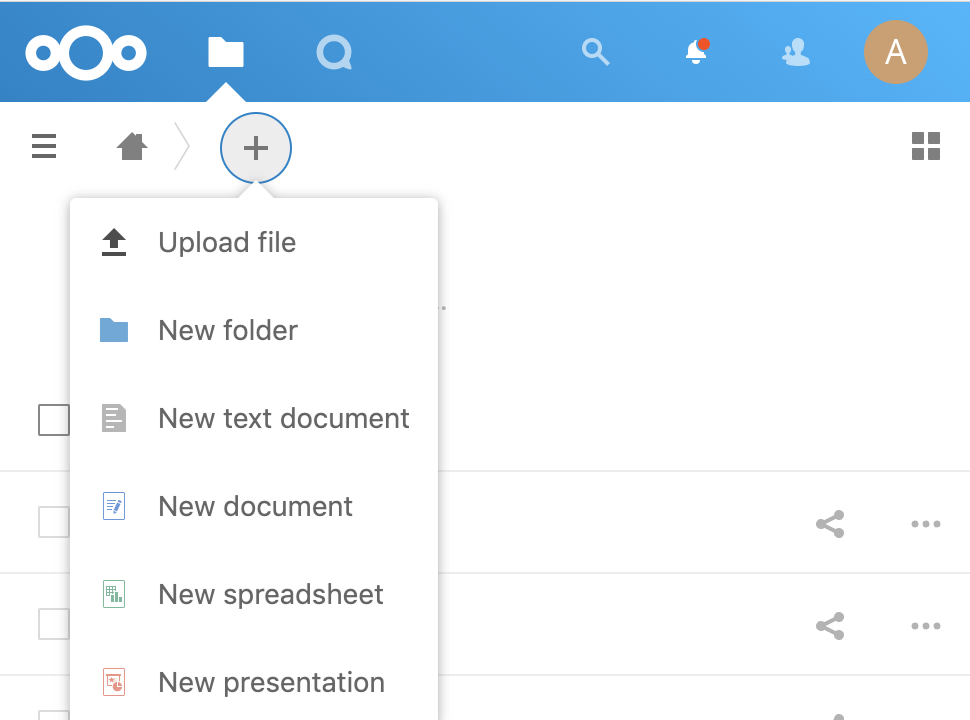 A
Upload file
New folder
New text document
New document
New spreadsheet
New presentation